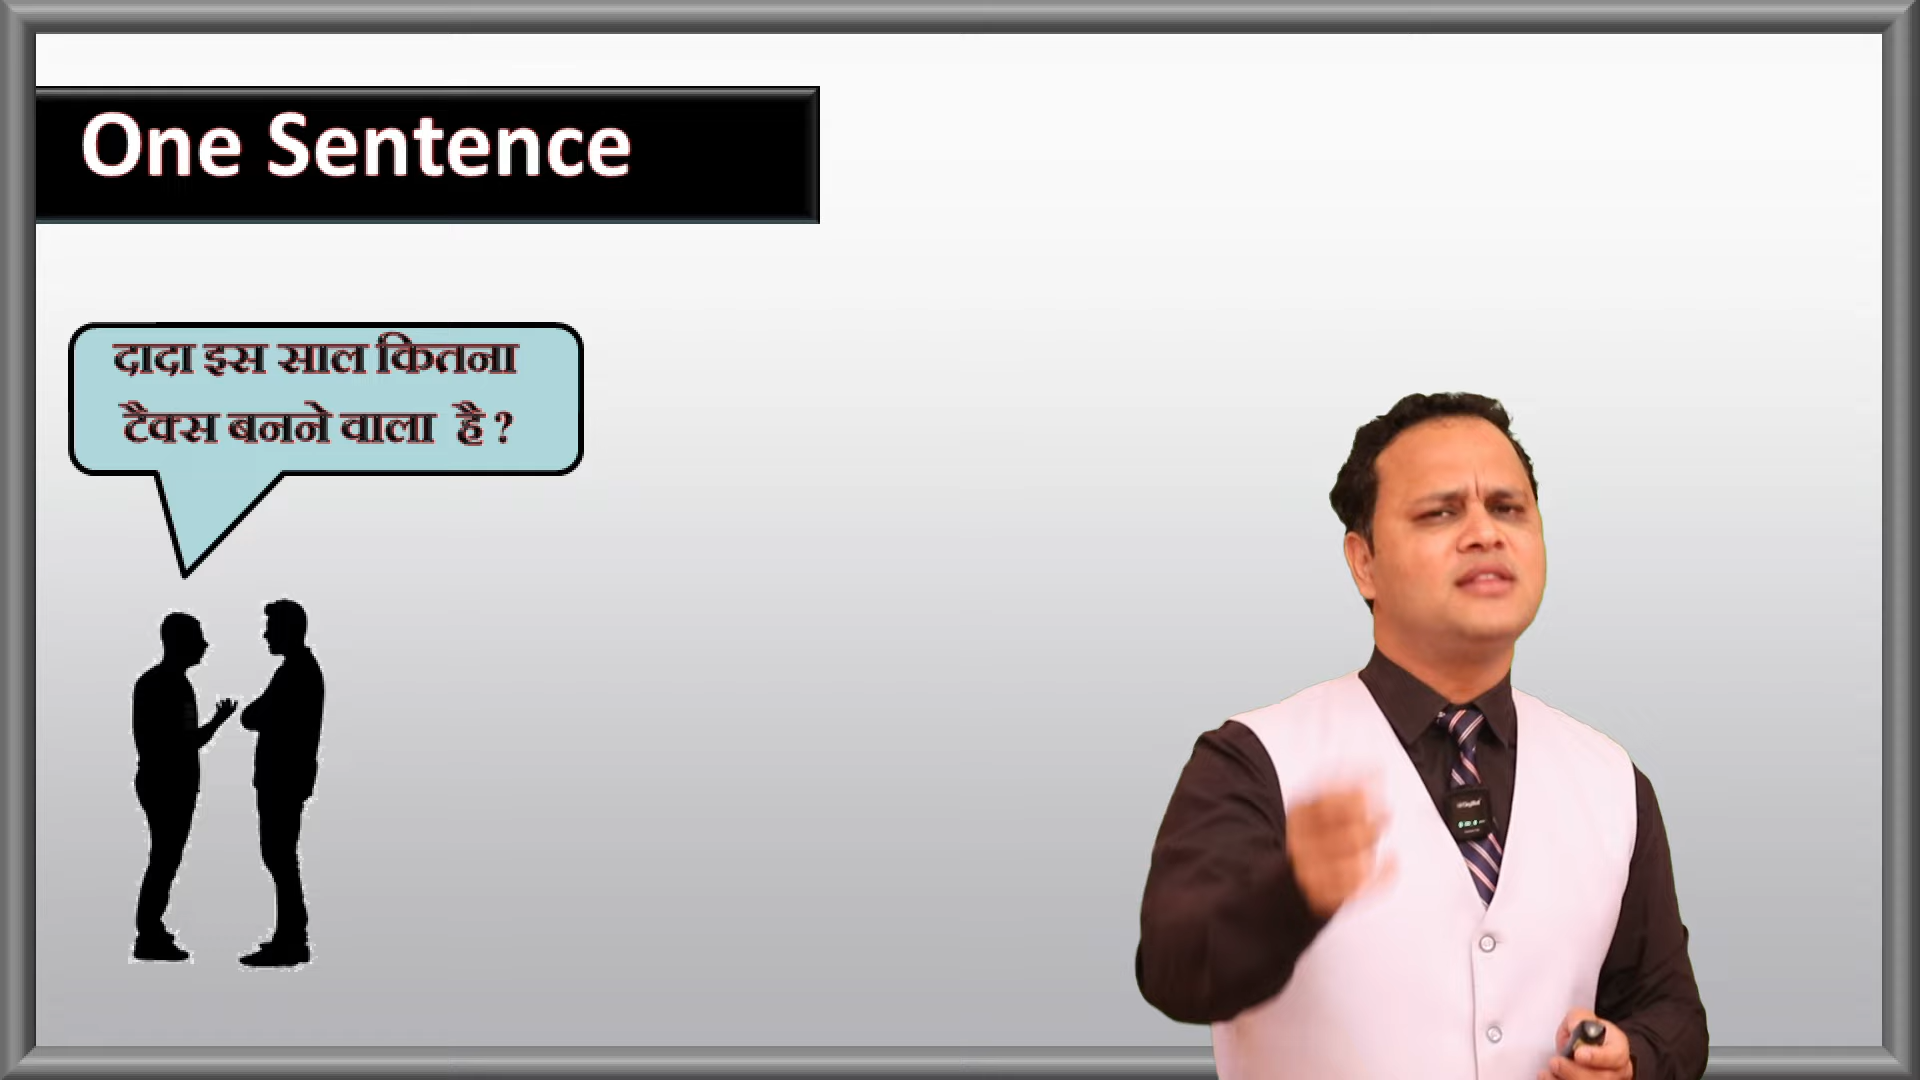 One Sentence
दादा इस साल कितना
टैक्स बनने वाला है ?